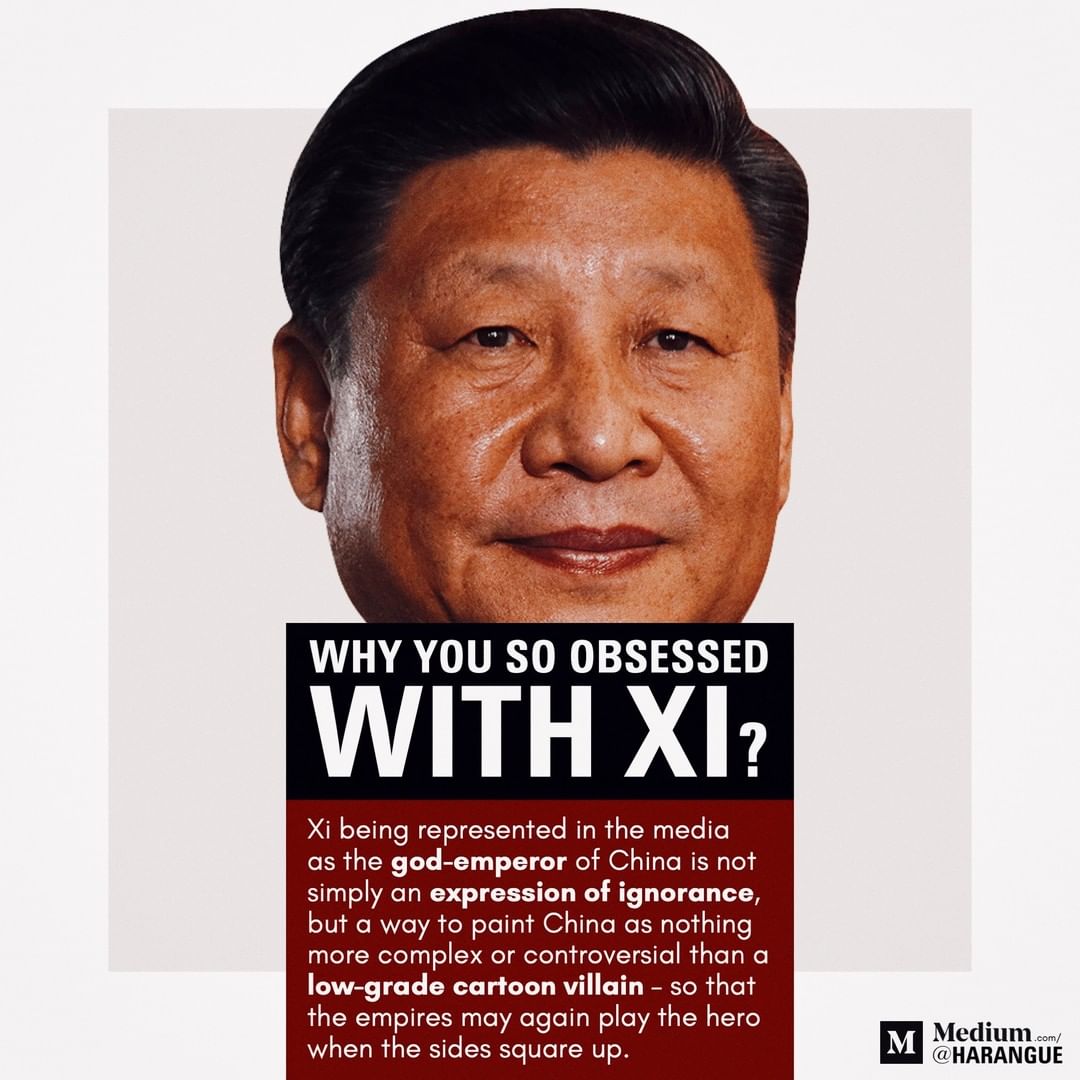 WHY YOU SO OBSESSED
WITH XI?
Xi being represented in the media
as the god-emperor of China is not
simply an expression of ignorance,
but a way to paint China as nothing
more complex or controversial than a
low-grade cartoon villain – so that
the empires may again play the hero
when the sides square up.
M Medium.com/
@HARANGUE